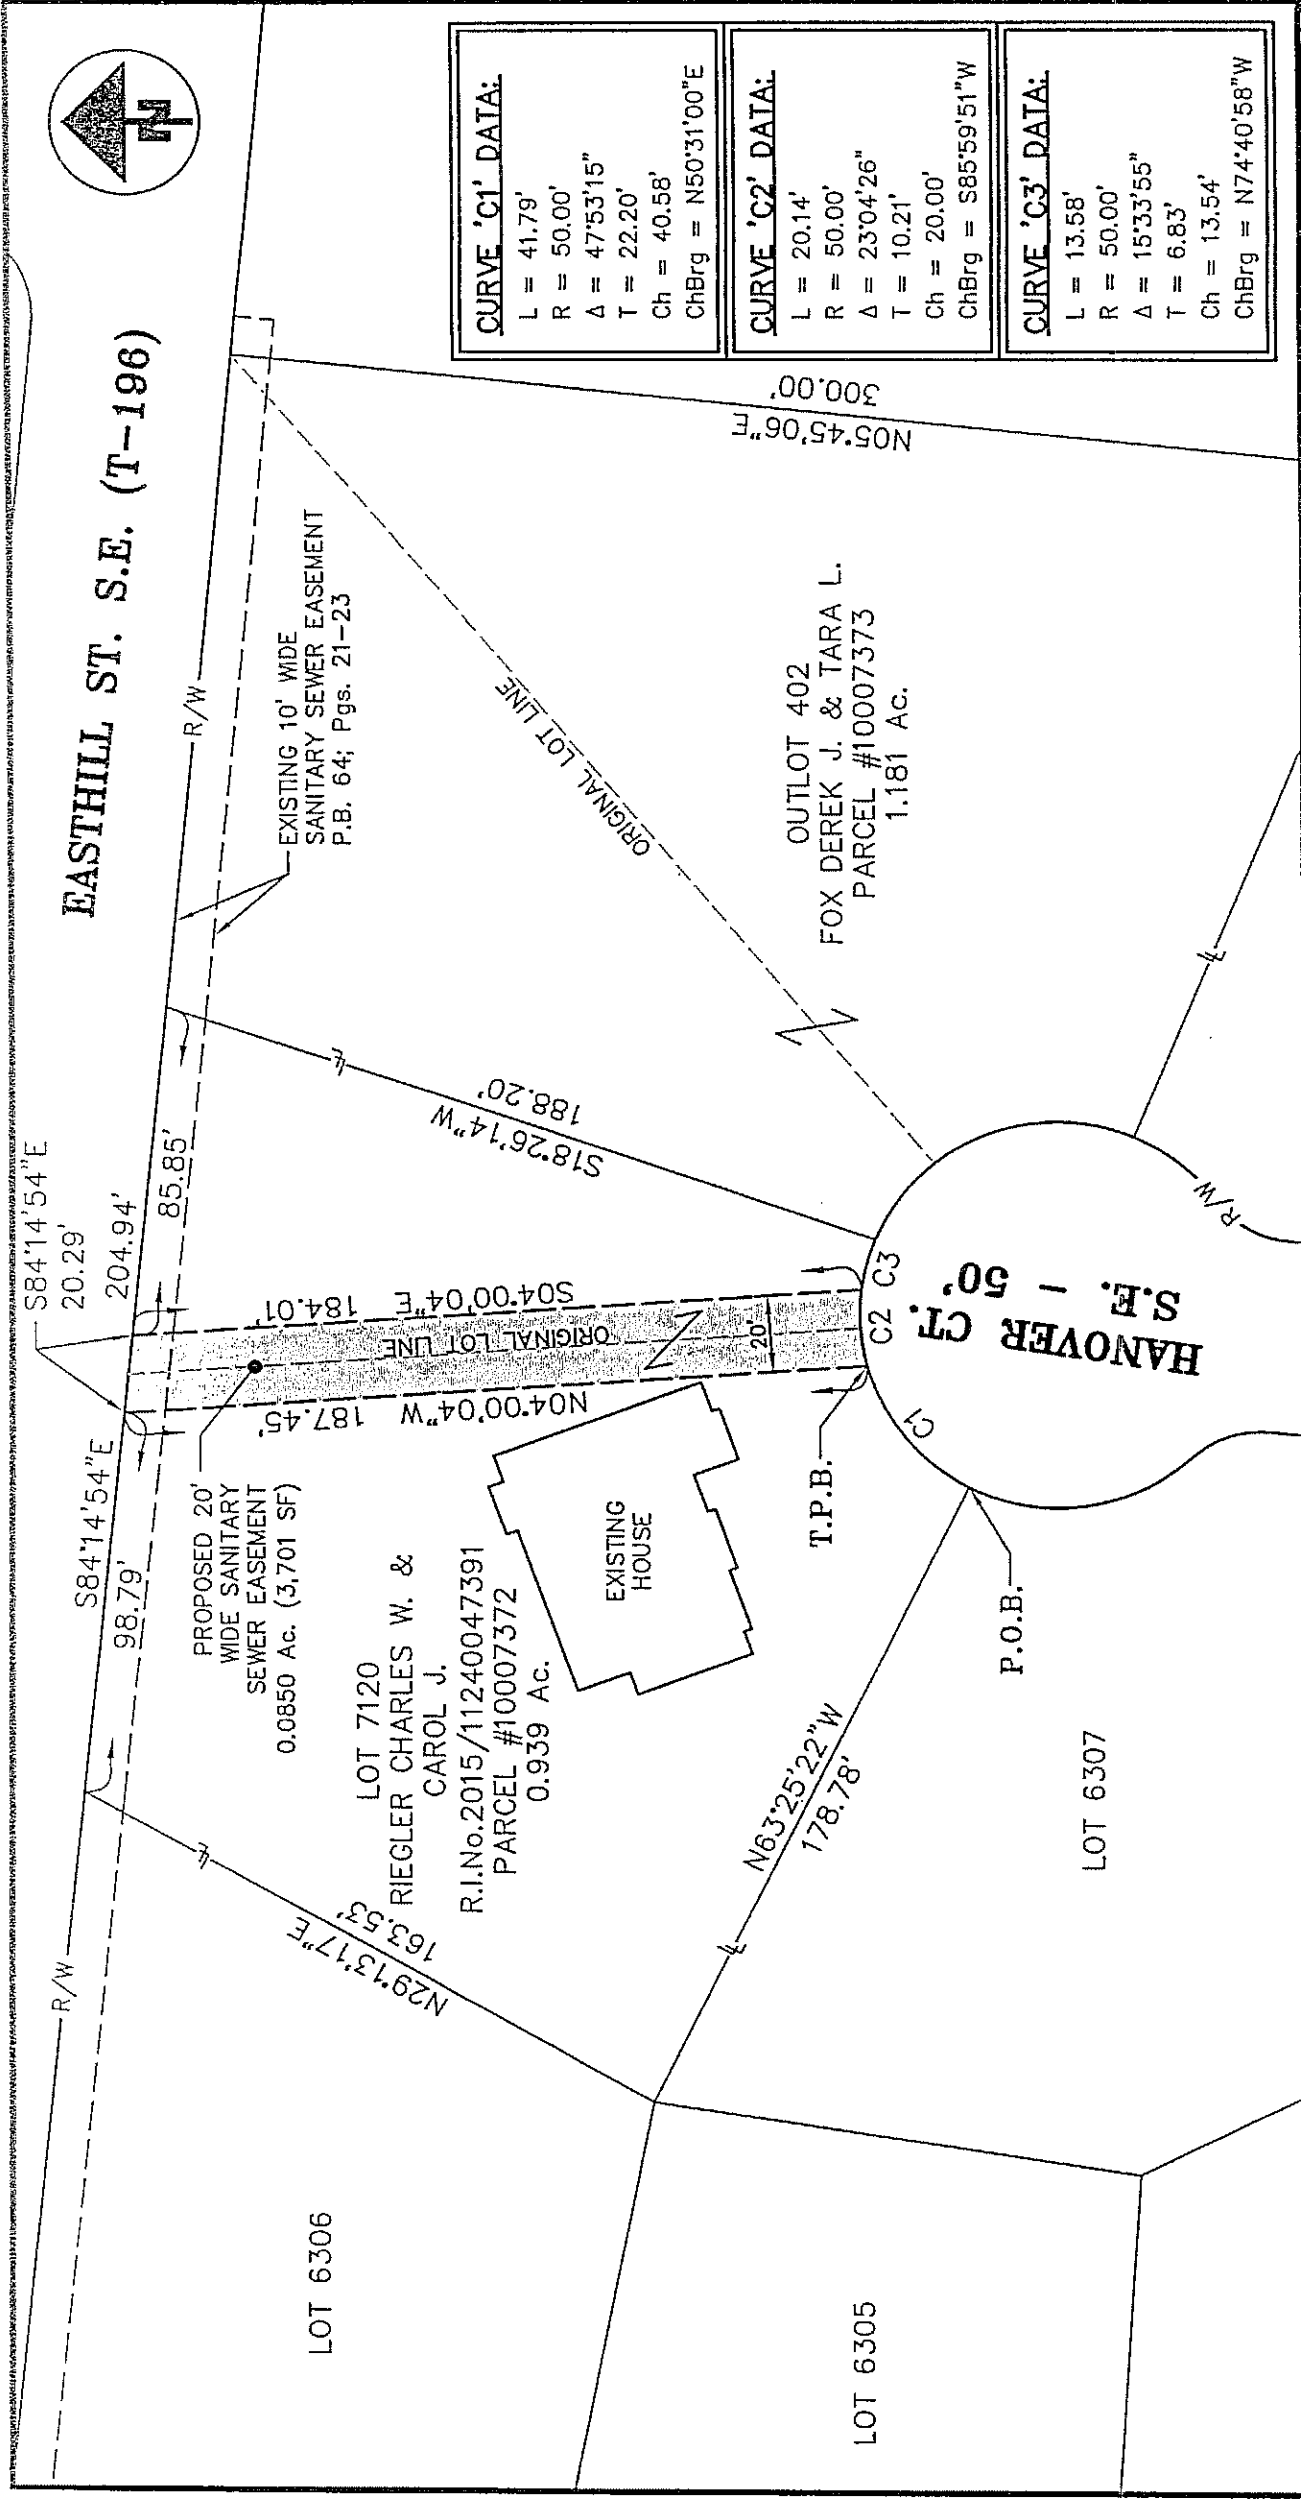 N
EASTHILL ST. S.E. (T-196)
R/W
R/W
S84°14'54"E
20.29'
204.94'
85.85'
S84°14'54"E
98.79'
EXISTING 10' WIDE
SANITARY SEWER EASEMENT
P.B. 64; Pgs. 21-23
PROPOSED 20'
WIDE SANITARY
SEWER EASEMENT
0.0850 Ac. (3,701 SF)
LOT 6306
N29°13'17"E
163.53'
LOT 7120
RIEGLER CHARLES W. &
CAROL J.
R.I.No.2015/11240047391
PARCEL #10007372
0.939 Ac.
EXISTING
HOUSE
N04°00'04"W 187.45'
ORIGINAL LOT LINE
S04°00'04"E 184.01'
20'
S18°26'14"W
188.20'
ORIGINAL LOT LINE
OUTLOT 402
FOX DEREK J. & TARA L.
PARCEL #10007373
1.181 Ac.
N05°45'06"E
300.00'
LOT 6305
N63°25'22"W
178.78'
LOT 6307
T.P.B.
P.O.B.
C1
C2
C3
HANOVER CT.
S.E. - 50'
R/W
CURVE 'C1' DATA:
L = 41.79'
R = 50.00'
Δ = 47°53'15"
T = 22.20'
Ch = 40.58'
ChBrg = N50°31'00"E
CURVE 'C2' DATA:
L = 20.14'
R = 50.00'
Δ = 23°04'26"
T = 10.21'
Ch = 20.00'
ChBrg = S85°59'51"W
CURVE 'C3' DATA:
L = 13.58'
R = 50.00'
Δ = 15°33'55"
T = 6.83'
Ch = 13.54'
ChBrg = N74°40'58"W